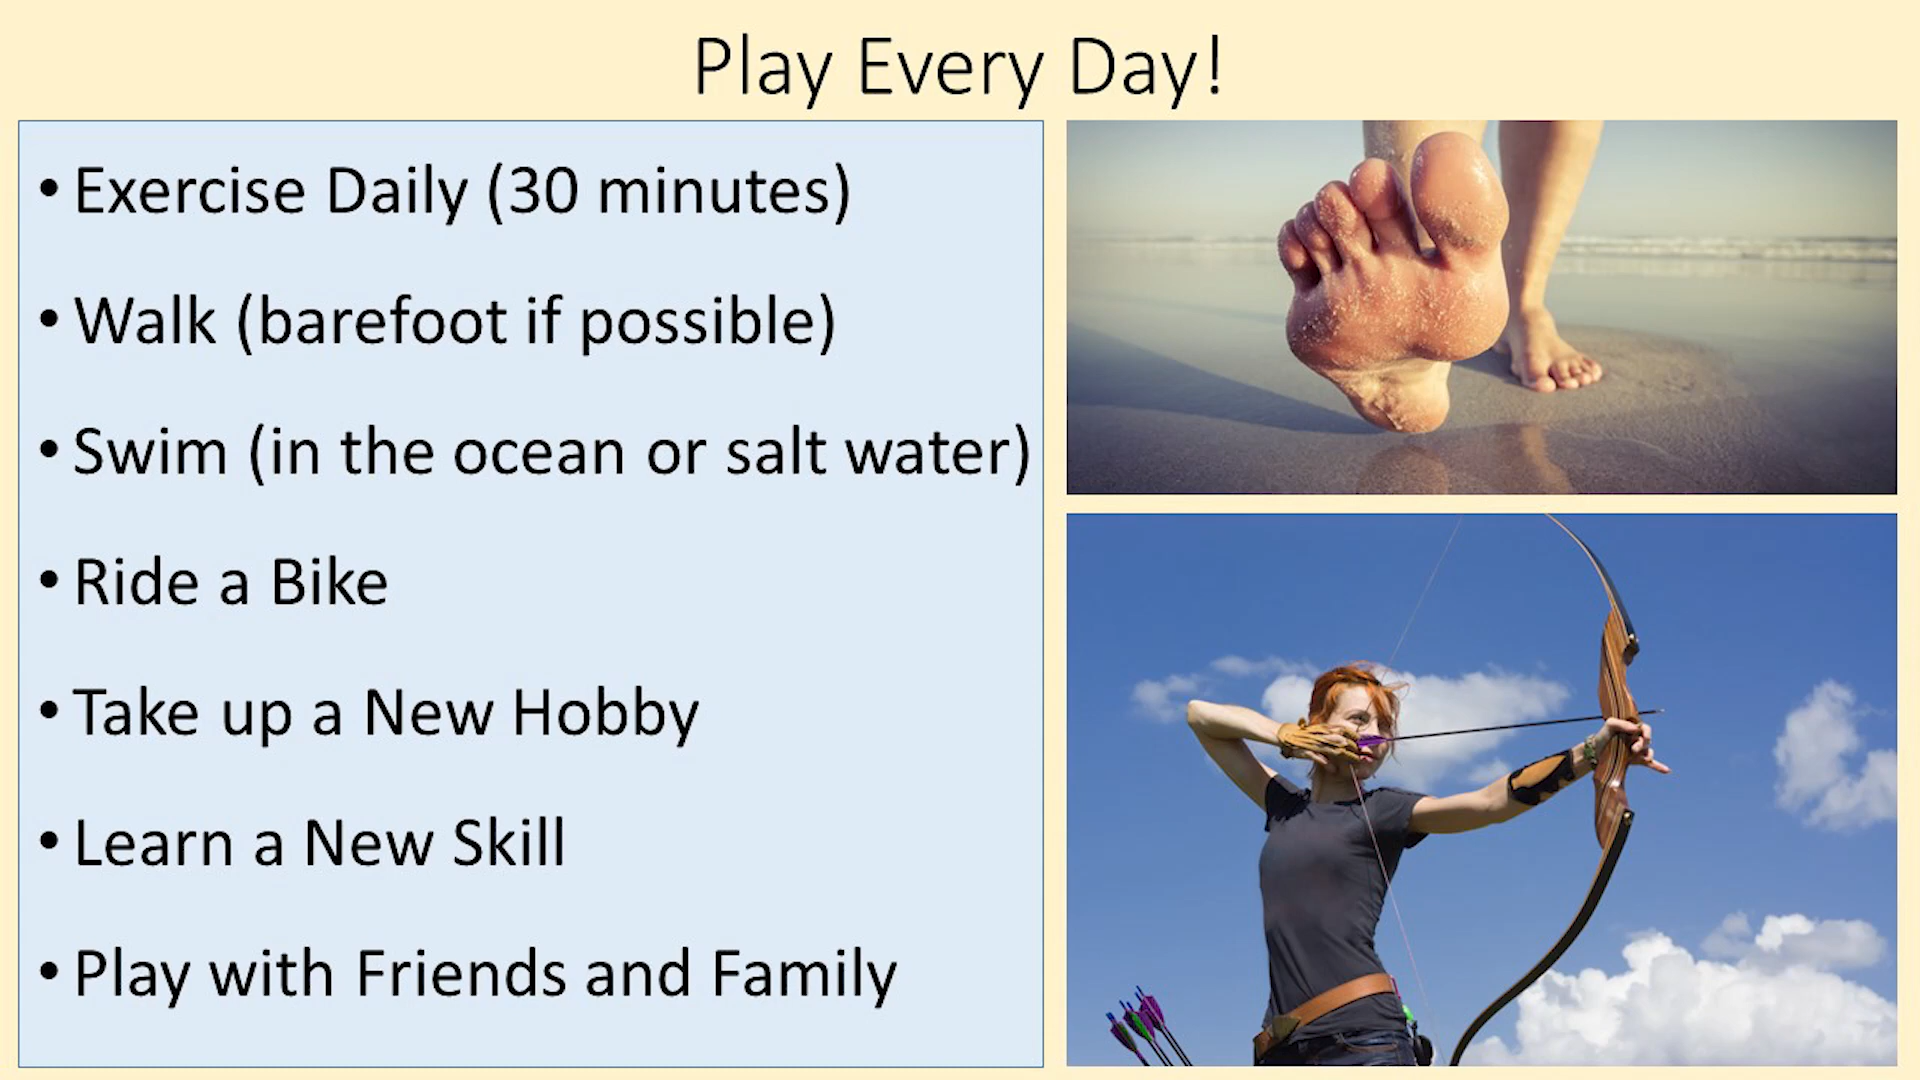 Play Every Day!
• Exercise Daily (30 minutes)
• Walk (barefoot if possible)
• Swim (in the ocean or salt water)
• Ride a Bike
• Take up a New Hobby
• Learn a New Skill
• Play with Friends and Family